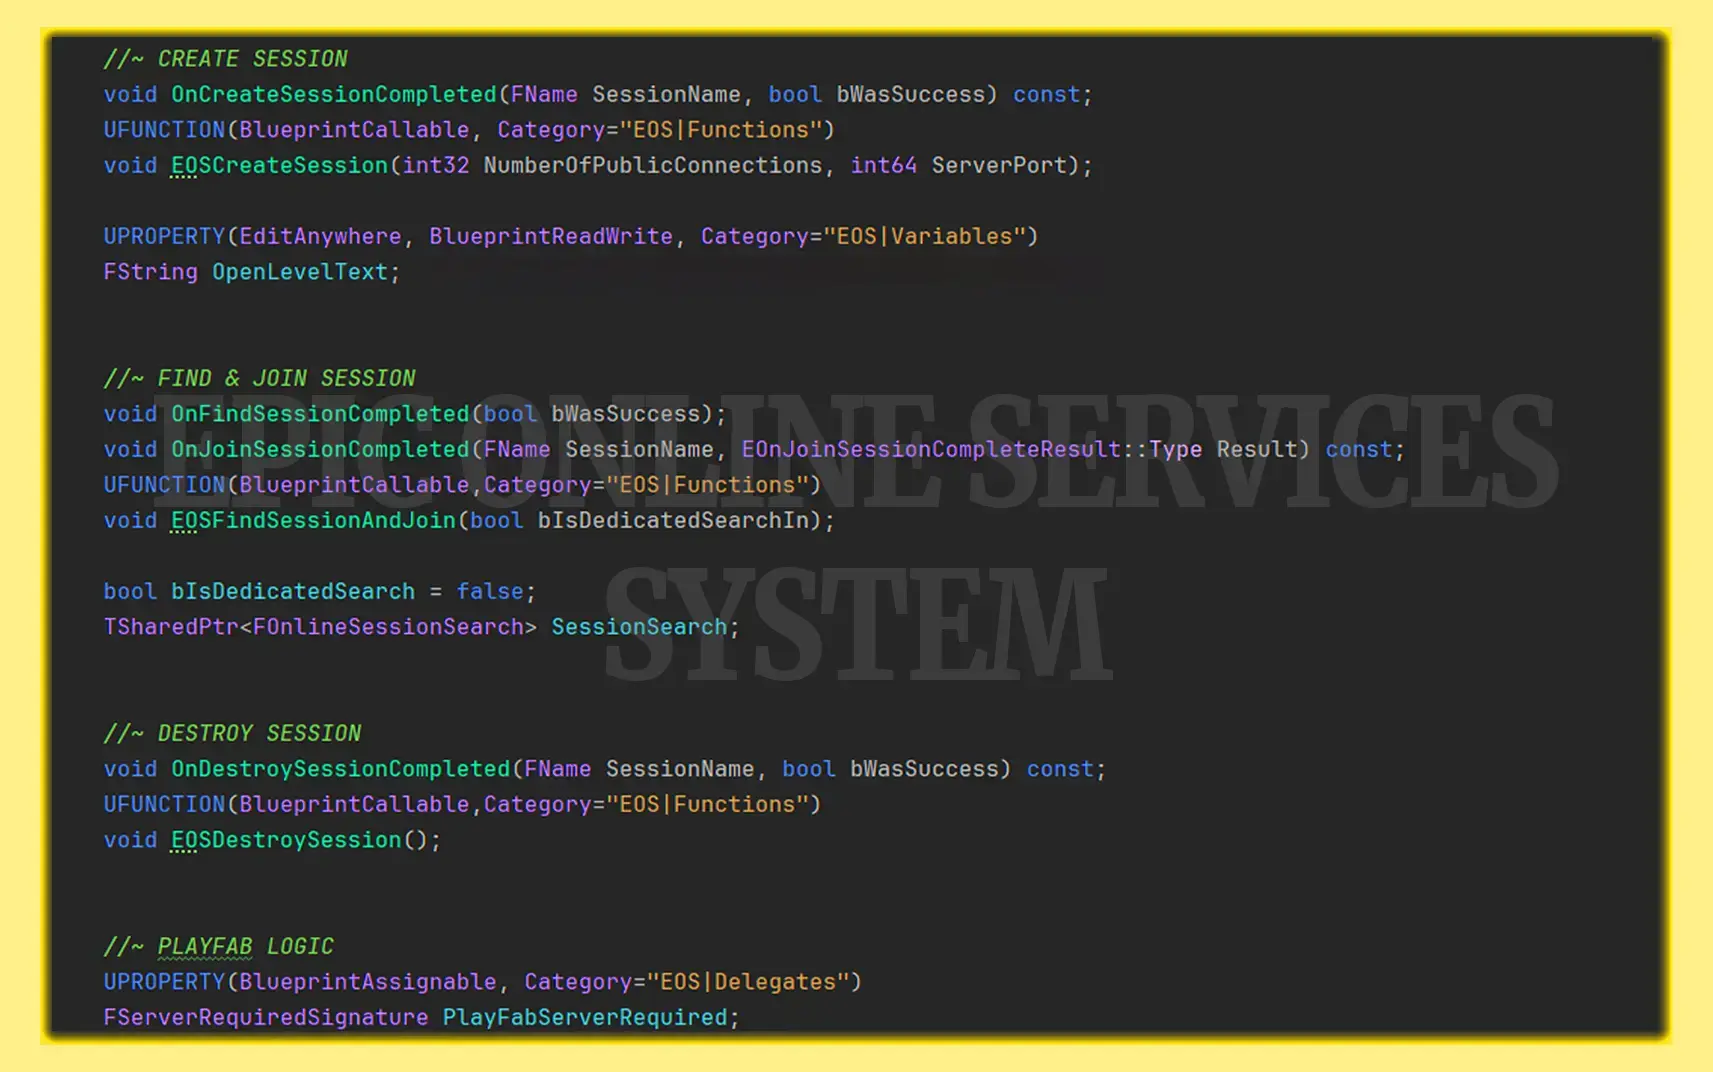 //~ CREATE SESSION
void OnCreateSessionCompleted(FName SessionName, bool bWasSuccess) const;
UFUNCTION(BlueprintCallable, Category="EOS|Functions")
void EOSCreateSession(int32 NumberOfPublicConnections, int64 ServerPort);
UPROPERTY(EditAnywhere, BlueprintReadWrite, Category="EOS|Variables")
FString OpenLevelText;
//~ FIND & JOIN SESSION
void OnFindSessionCompleted(bool bWasSuccess);
void OnJoinSessionCompleted(FName SessionName, EOnJoinSessionCompleteResult::Type Result) const;
UFUNCTION(BlueprintCallable,Category="EOS|Functions")
void EOSFindSessionAndJoin(bool bIsDedicatedSearchIn);
bool bIsDedicatedSearch = false;
TSharedPtr<FOnlineSessionSearch> SessionSearch;
//~ DESTROY SESSION
void OnDestroySessionCompleted(FName SessionName, bool bWasSuccess) const;
UFUNCTION(BlueprintCallable,Category="EOS|Functions")
void EOSDestroySession();
//~ PLAYFAB LOGIC
UPROPERTY(BlueprintAssignable, Category="EOS|Delegates")
FServerRequiredSignature PlayFabServerRequired;
EPIC ONLINE SERVICES
SYSTEM